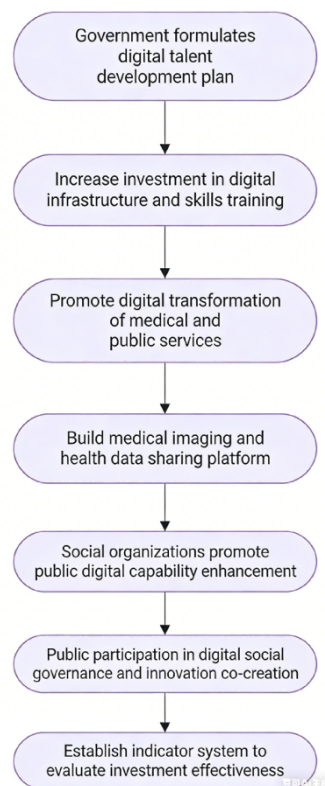 Government formulates
digital talent
development plan
Increase investment in digital
infrastructure and skills training
Promote digital transformation
of medical and
public services
Build medical imaging and
health data sharing platform
Social organizations promote
public digital capability enhancement
Public participation in digital social
governance and innovation co-creation
Establish indicator system to
evaluate investment effectiveness